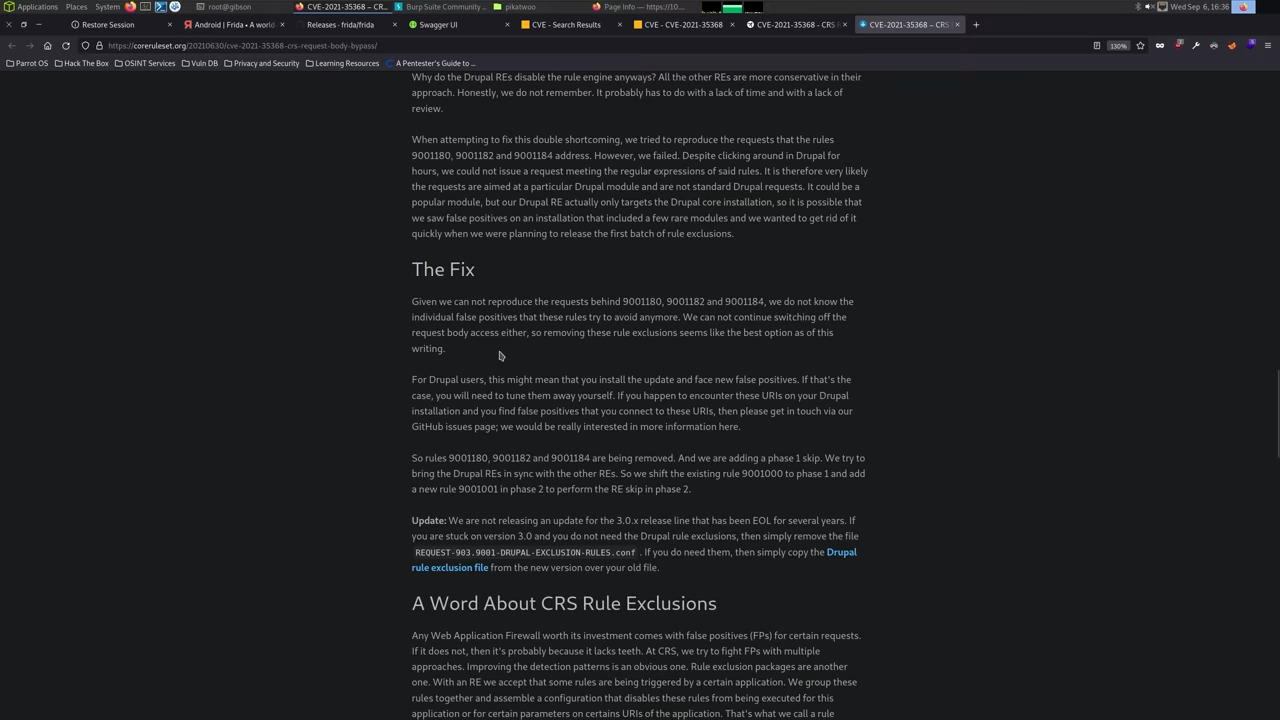 Applications Places System root@gibson CVE-2021-35368 — CR... Burp Suite Community ... pikatwoo Page Info — https://10.... Wed Sep 6, 16:36
Restore Session Android | Frida • A world- Releases · frida/frida Swagger UI CVE - Search Results CVE - CVE-2021-35368 CVE-2021-35368 – CRS CVE-2021-35368 – CRS
https://coreruleset.org/20210630/cve-2021-35368-crs-request-body-bypass/ 130%
Parrot OS Hack The Box OSINT Services Vuln DB Privacy and Security Learning Resources A Pentester's Guide to ...
Why do the Drupal REs disable the rule engine anyways? All the other REs are more conservative in their
approach. Honestly, we do not remember. It probably has to do with a lack of time and with a lack of
review.
When attempting to fix this double shortcoming, we tried to reproduce the requests that the rules
9001180, 9001182 and 9001184 address. However, we failed. Despite clicking around in Drupal for
hours, we could not issue a request meeting the regular expressions of said rules. It is therefore very likely
the requests are aimed at a particular Drupal module and are not standard Drupal requests. It could be a
popular module, but our Drupal RE actually only targets the Drupal core installation, so it is possible that
we saw false positives on an installation that included a few rare modules and we wanted to get rid of it
quickly when we were planning to release the first batch of rule exclusions.
The Fix
Given we can not reproduce the requests behind 9001180, 9001182 and 9001184, we do not know the
individual false positives that these rules try to avoid anymore. We can not continue switching off the
request body access either, so removing these rule exclusions seems like the best option as of this
writing.
For Drupal users, this might mean that you install the update and face new false positives. If that's the
case, you will need to tune them away yourself. If you happen to encounter these URIs on your Drupal
installation and you find false positives that you connect to these URIs, then please get in touch via our
GitHub issues page; we would be really interested in more information here.
So rules 9001180, 9001182 and 9001184 are being removed. And we are adding a phase 1 skip. We try to
bring the Drupal REs in sync with the other REs. So we shift the existing rule 9001000 to phase 1 and add
a new rule 9001001 in phase 2 to perform the RE skip in phase 2.
Update: We are not releasing an update for the 3.0.x release line that has been EOL for several years. If
you are stuck on version 3.0 and you do not need the Drupal rule exclusions, then simply remove the file
REQUEST-903.9001-DRUPAL-EXCLUSION-RULES.conf . If you do need them, then simply copy the Drupal
rule exclusion file from the new version over your old file.
A Word About CRS Rule Exclusions
Any Web Application Firewall worth its investment comes with false positives (FPs) for certain requests.
If it does not, then it's probably because it lacks teeth. At CRS, we try to fight FPs with multiple
approaches. Improving the detection patterns is an obvious one. Rule exclusion packages are another
one. With an RE we accept that some rules are being triggered by a certain application. We group these
rules together and assemble a configuration that disables these rules from being executed for this
application or for certain parameters on certains URIs of the application. That's what we call a rule